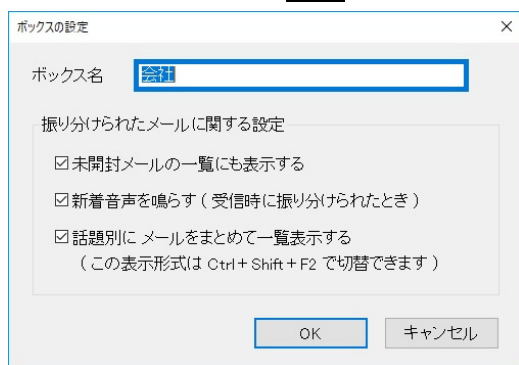 ボックスの設定
ボックス名 会社
振り分けられたメールに関する設定
☑未開封メールの一覧にも表示する
☑新着音声を鳴らす ( 受信時に振り分けられたとき )
☑話題別に メールをまとめて一覧表示する
( この表示形式は Ctrl+ Shift+ F2 で切替できます )
OK キャンセル